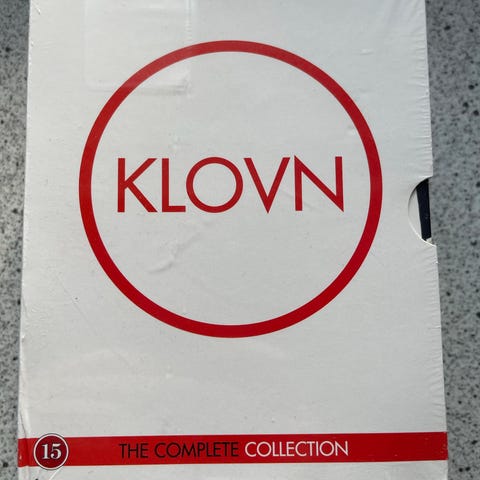 KLOVN
15 THE COMPLETE COLLECTION